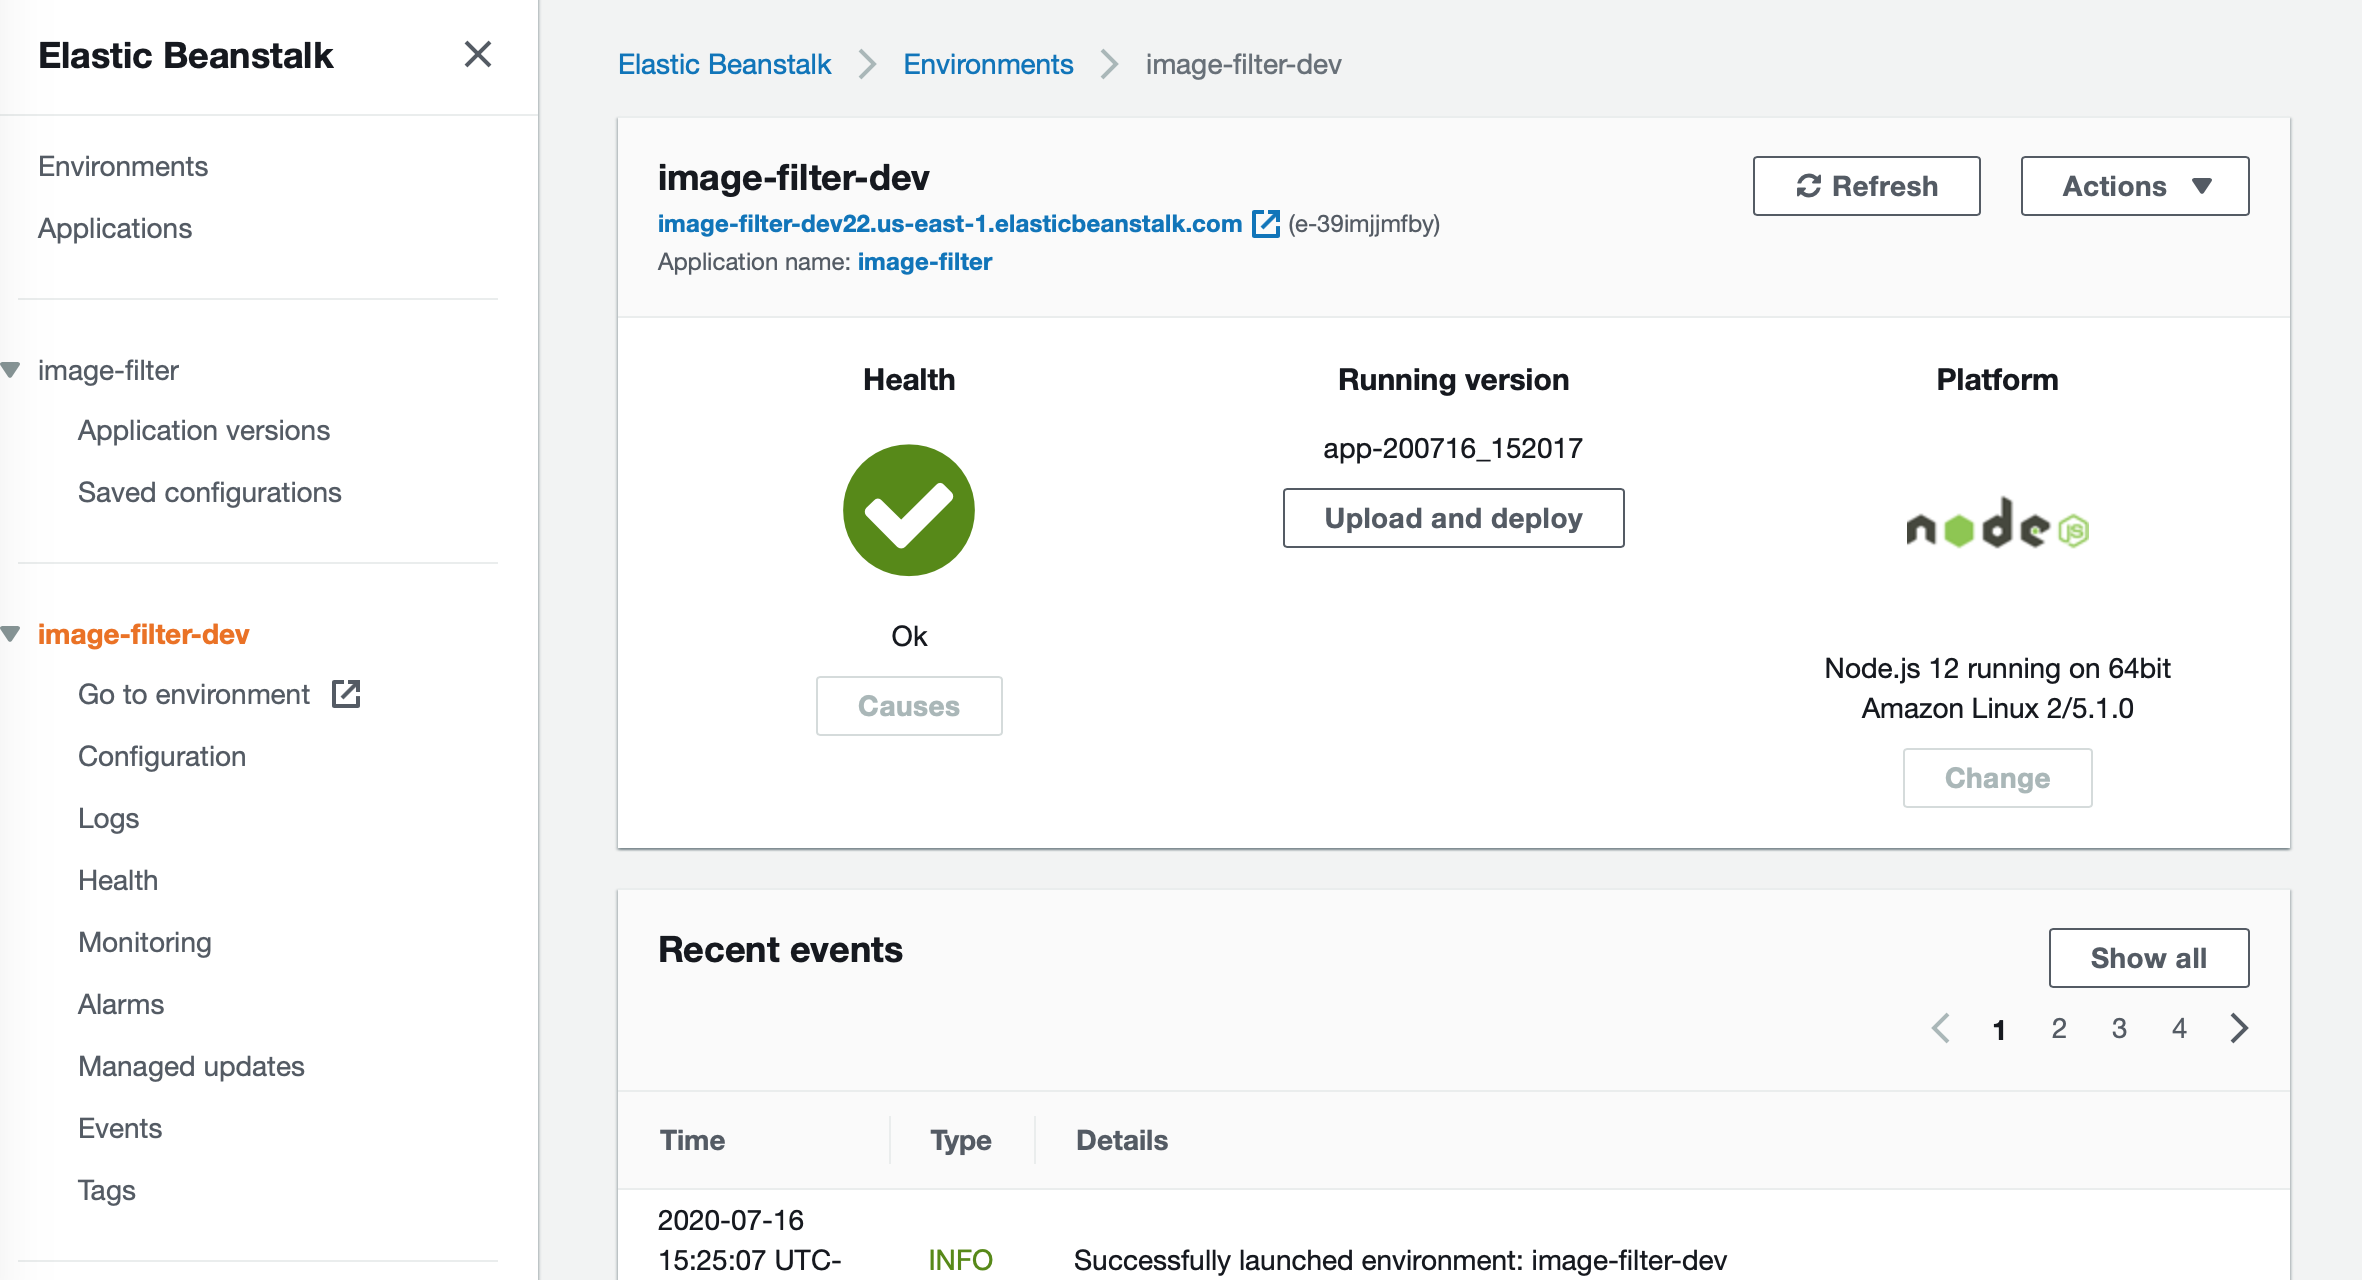 Elastic Beanstalk
Environments
Applications
image-filter
Application versions
Saved configurations
image-filter-dev
Go to environment
Configuration
Logs
Health
Monitoring
Alarms
Managed updates
Events
Tags
Elastic Beanstalk Environments image-filter-dev
image-filter-dev
Refresh
Actions
image-filter-dev22.us-east-1.elasticbeanstalk.com (e-39imjjmfby)
Application name: image-filter
Health
Ok
Causes
Running version
app-200716_152017
Upload and deploy
Platform
node JS
Node.js 12 running on 64bit
Amazon Linux 2/5.1.0
Change
Recent events
Show all
1 2 3 4
Time Type Details
2020-07-16
15:25:07 UTC- INFO Successfully launched environment: image-filter-dev